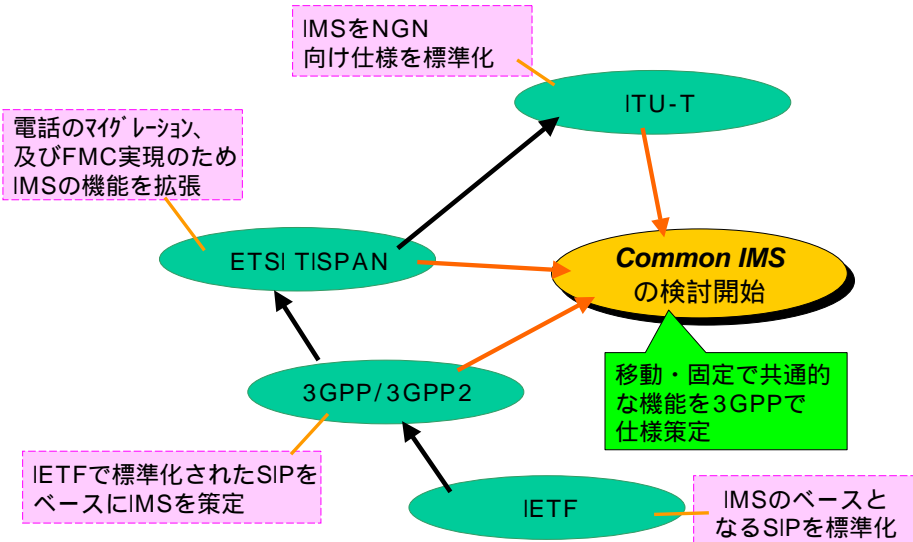 IMSをNGN
向け仕様を標準化
ITU-T
電話のﾏｲｸﾞﾚｰｼｮﾝ、
及びFMC実現のため
IMSの機能を拡張
ETSI TISPAN
Common IMS
の検討開始
移動・固定で共通的
な機能を3GPPで
仕様策定
3GPP/3GPP2
IETFで標準化されたSIPを
ベースにIMSを策定
IETF
IMSのベースと
なるSIPを標準化